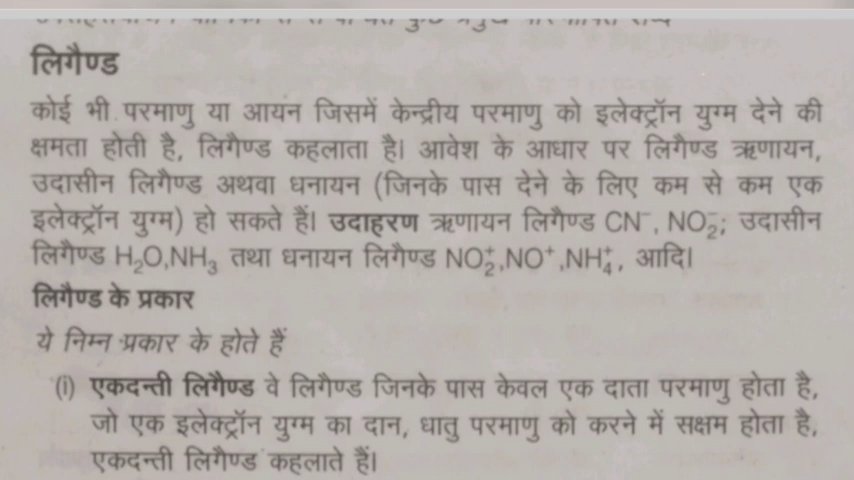 लिगैण्ड
कोई भी परमाणु या आयन जिसमें केन्द्रीय परमाणु को इलेक्ट्रॉन युग्म देने की
क्षमता होती है, लिगैण्ड कहलाता है। आवेश के आधार पर लिगैण्ड ऋणायन,
उदासीन लिगैण्ड अथवा धनायन (जिनके पास देने के लिए कम से कम एक
इलेक्ट्रॉन युग्म) हो सकते हैं। उदाहरण ऋणायन लिगैण्ड CN⁻, NO₂⁻; उदासीन
लिगैण्ड H₂O,NH₃ तथा धनायन लिगैण्ड NO₂⁺,NO⁺,NH₄⁺, आदि।
लिगैण्ड के प्रकार
ये निम्न प्रकार के होते हैं
(i) एकदन्ती लिगैण्ड वे लिगैण्ड जिनके पास केवल एक दाता परमाणु होता है,
जो एक इलेक्ट्रॉन युग्म का दान, धातु परमाणु को करने में सक्षम होता है,
एकदन्ती लिगैण्ड कहलाते हैं।